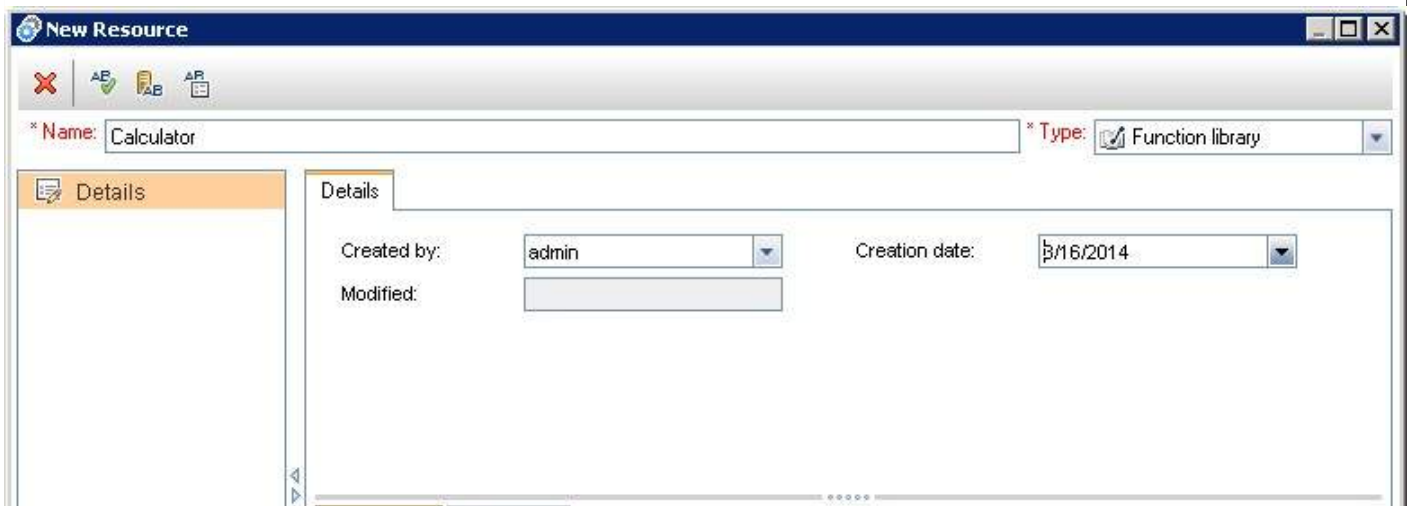 New Resource
* Name: Calculator * Type: Function library
Details Details
Created by: admin Creation date: 3/16/2014
Modified: